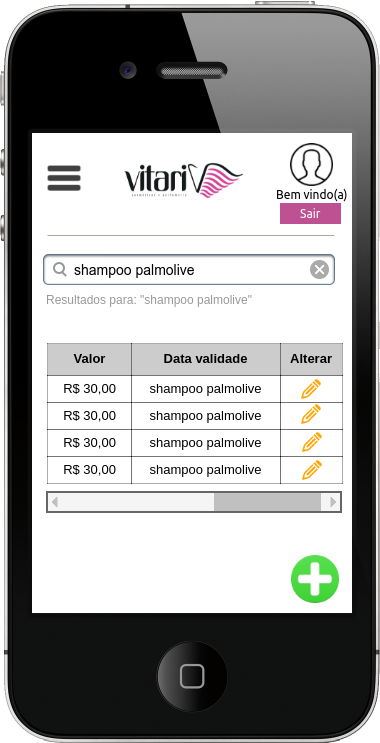 vitari
Bem vindo(a)
Sair
shampoo palmolive
Resultados para: "shampoo palmolive"
Valor Data validade Alterar
R$ 30,00 shampoo palmolive
R$ 30,00 shampoo palmolive
R$ 30,00 shampoo palmolive
R$ 30,00 shampoo palmolive